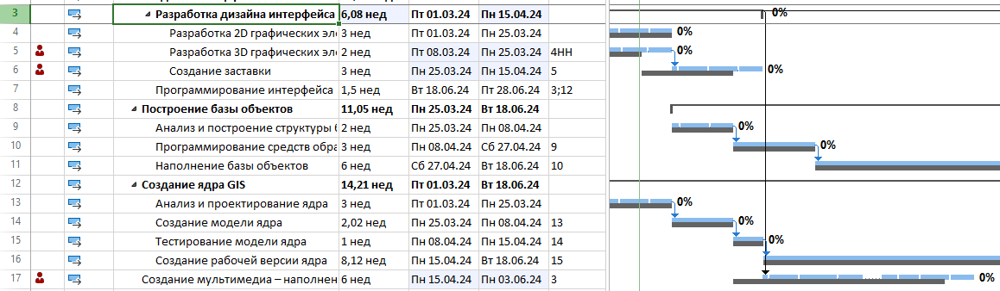 3 Разработка дизайна интерфейса 6,08 нед Пт 01.03.24 Пн 15.04.24 0%
4 Разработка 2D графических эл 3 нед Пт 01.03.24 Пн 25.03.24 0%
5 Разработка 3D графических эл 2 нед Пт 08.03.24 Пн 25.03.24 4НН 0%
6 Создание заставки 3 нед Пн 25.03.24 Пн 15.04.24 5 0%
7 Программирование интерфейса 1,5 нед Вт 18.06.24 Пт 28.06.24 3;12
8 Построение базы объектов 11,05 нед Пн 25.03.24 Вт 18.06.24
9 Анализ и построение структуры б 2 нед Пн 25.03.24 Пн 08.04.24 0%
10 Программирование средств обра 3 нед Пн 08.04.24 Сб 27.04.24 9 0%
11 Наполнение базы объектов 6 нед Сб 27.04.24 Вт 18.06.24 10
12 Создание ядра GIS 14,21 нед Пт 01.03.24 Вт 18.06.24
13 Анализ и проектирование ядра 3 нед Пт 01.03.24 Пн 25.03.24 0%
14 Создание модели ядра 2,02 нед Пн 25.03.24 Пн 08.04.24 13 0%
15 Тестирование модели ядра 1 нед Пн 08.04.24 Пн 15.04.24 14 0%
16 Создание рабочей версии ядра 8,12 нед Пн 15.04.24 Вт 18.06.24 15
17 Создание мультимедиа – наполнен 6 нед Пн 15.04.24 Пн 03.06.24 3 0%